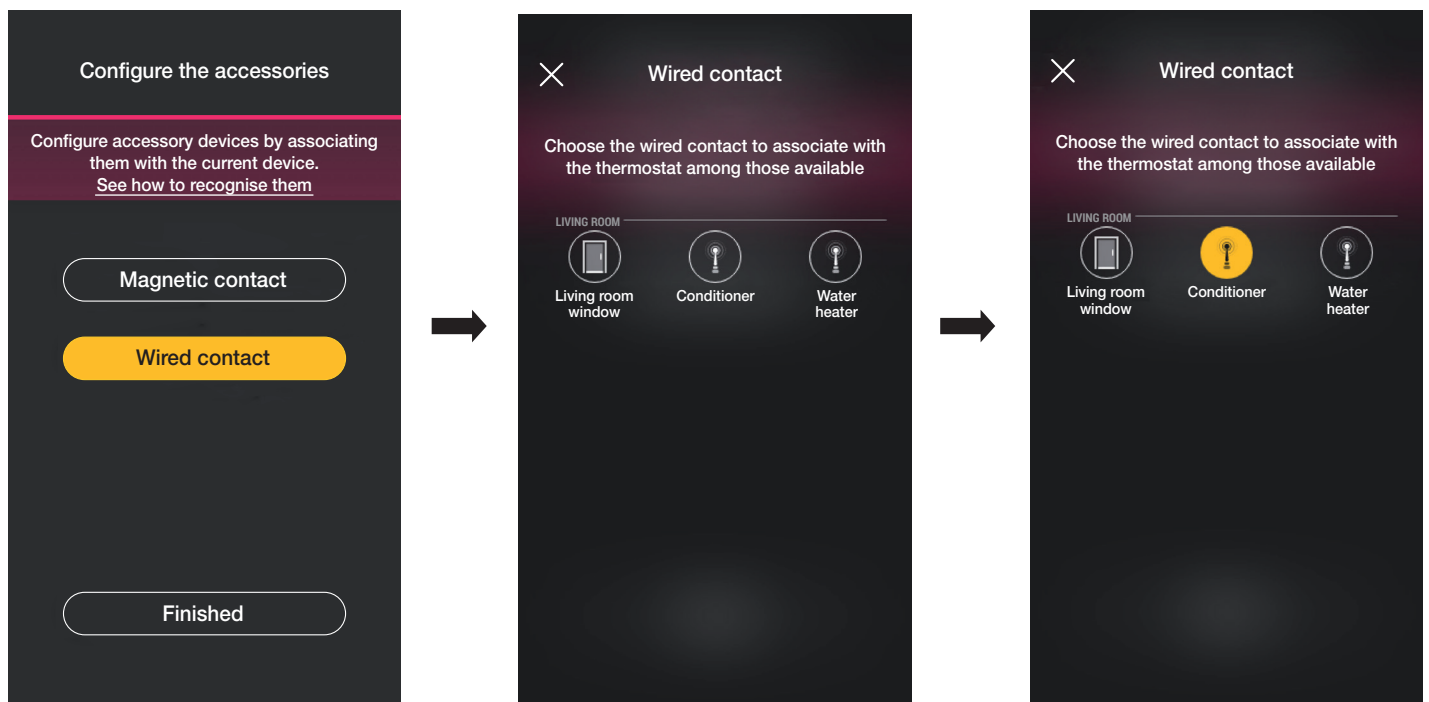 Configure the accessories
Configure accessory devices by associating
them with the current device.
See how to recognise them
Magnetic contact
Wired contact
Finished
Wired contact
Choose the wired contact to associate with
the thermostat among those available
LIVING ROOM
Living room
window
Conditioner
Water
heater
Wired contact
Choose the wired contact to associate with
the thermostat among those available
LIVING ROOM
Living room
window
Conditioner
Water
heater